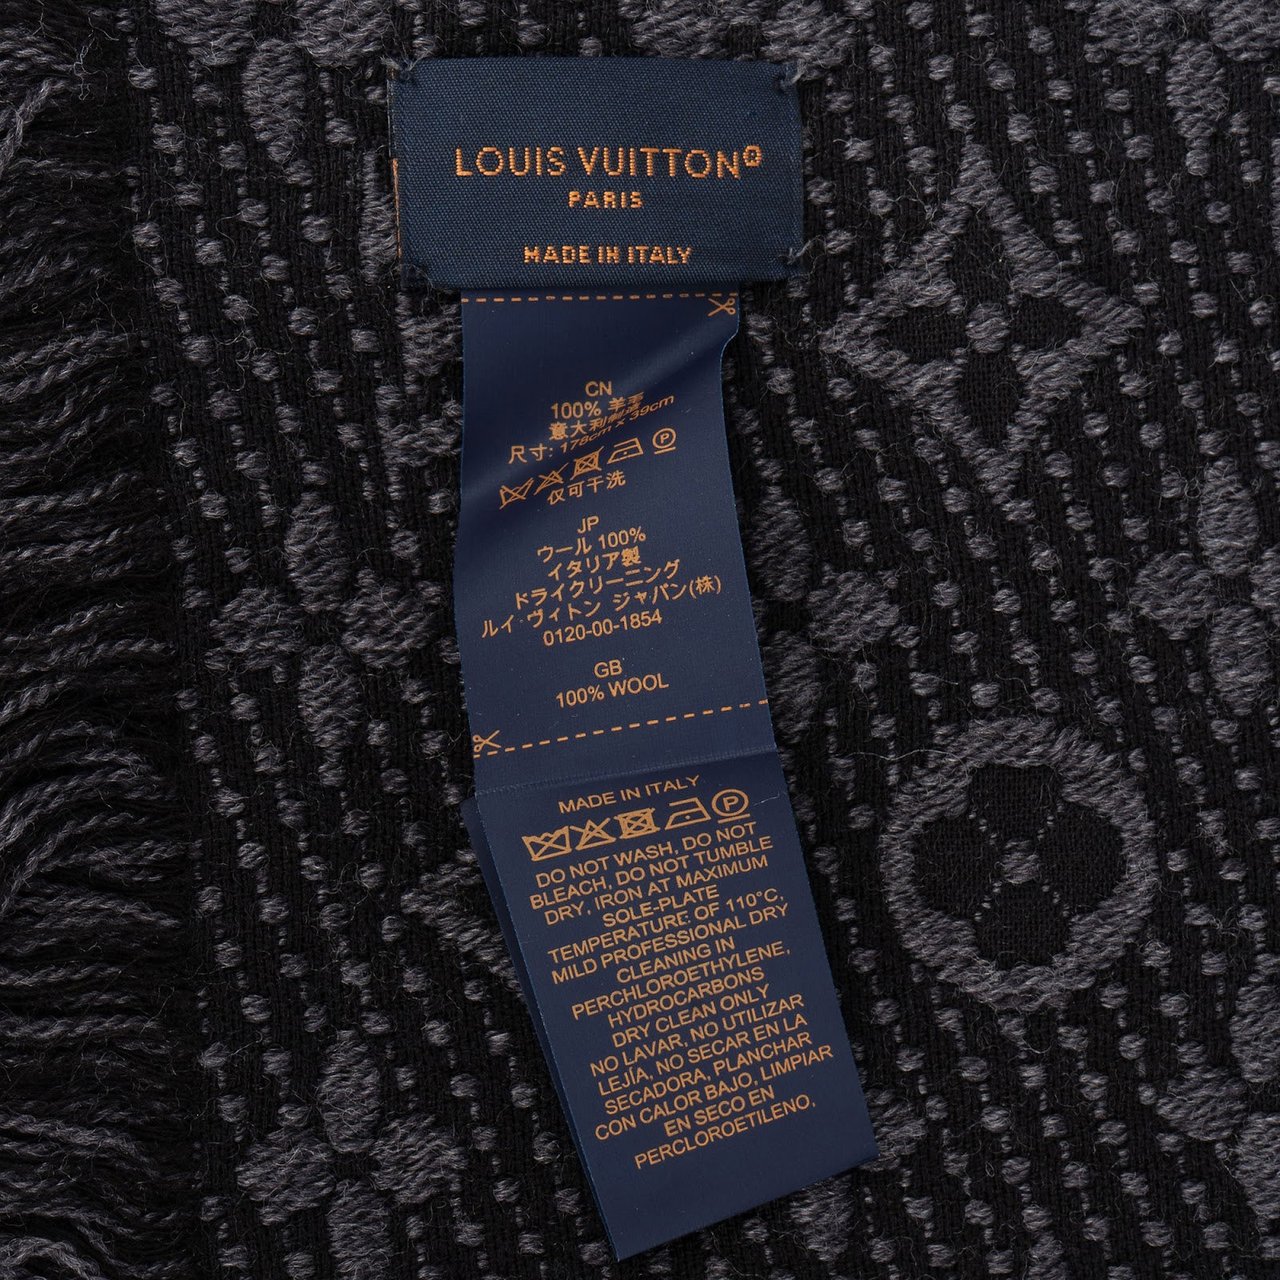 LOUIS VUITTON®
PARIS
MADE IN ITALY
CN
100% 羊毛
意大利制造
尺寸: 178cm x 39cm
仅可干洗
JP
ウール 100%
イタリア製
ドライクリーニング
ルイ・ヴィトン ジャパン(株)
0120-00-1854
GB
100% WOOL
MADE IN ITALY
P
DO NOT WASH, DO NOT
BLEACH, DO NOT TUMBLE
DRY, IRON AT MAXIMUM
SOLE-PLATE
TEMPERATURE OF 110°C,
MILD PROFESSIONAL DRY
CLEANING IN
PERCHLOROETHYLENE,
HYDROCARBONS
DRY CLEAN ONLY
NO LAVAR, NO UTILIZAR
LEJÍA, NO SECAR EN LA
SECADORA, PLANCHAR
CON CALOR BAJO, LIMPIAR
EN SECO EN
PERCLOROETILENO.